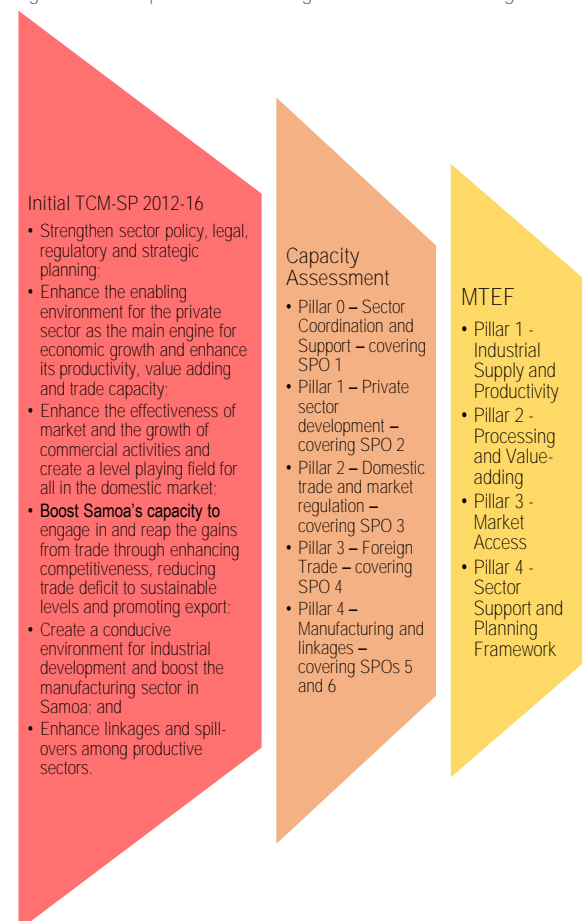 Initial TCM-SP 2012-16
• Strengthen sector policy, legal,
regulatory and strategic
planning;
• Enhance the enabling
environment for the private
sector as the main engine for
economic growth and enhance
its productivity, value adding
and trade capacity;
• Enhance the effectiveness of
market and the growth of
commercial activities and
create a level playing field for
all in the domestic market;
• Boost Samoa's capacity to
engage in and reap the gains
from trade through enhancing
competitiveness, reducing
trade deficit to sustainable
levels and promoting export;
• Create a conducive
environment for industrial
development and boost the
manufacturing sector in
Samoa; and
• Enhance linkages and spill-
overs among productive
sectors.
Capacity
Assessment
• Pillar 0 – Sector
Coordination and
Support – covering
SPO 1
• Pillar 1 – Private
sector
development –
covering SPO 2
• Pillar 2 – Domestic
trade and market
regulation –
covering SPO 3
• Pillar 3 – Foreign
Trade – covering
SPO 4
• Pillar 4 –
Manufacturing and
linkages –
covering SPOs 5
and 6
MTEF
• Pillar 1 -
Industrial
Supply and
Productivity
• Pillar 2 -
Processing
and Value-
adding
• Pillar 3 -
Market
Access
• Pillar 4 -
Sector
Support and
Planning
Framework